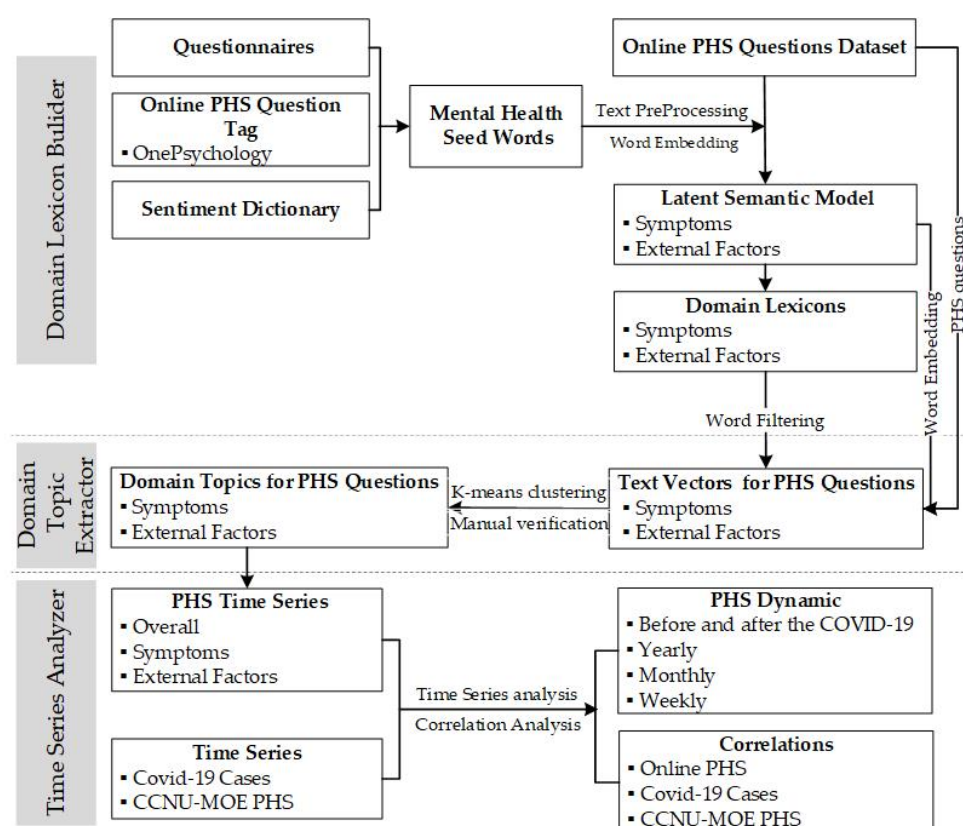 Domain Lexicon Bulider
Questionnaires
Online PHS Question
Tag
▪ OnePsychology
Sentiment Dictionary
Mental Health
Seed Words
Text PreProcessing
Word Embedding
Online PHS Questions Dataset
Latent Semantic Model
▪ Symptoms
▪ External Factors
Domain Lexicons
▪ Symptoms
▪ External Factors
Word Embedding
PHS questions
Word Filtering
Domain
Topic
Extractor
Domain Topics for PHS Questions
▪ Symptoms
▪ External Factors
K-means clustering
Manual verification
Text Vectors for PHS Questions
▪ Symptoms
▪ External Factors
Time Series Analyzer
PHS Time Series
▪ Overall
▪ Symptoms
▪ External Factors
Time Series
▪ Covid-19 Cases
▪ CCNU-MOE PHS
Time Series analysis
Correlation Analysis
PHS Dynamic
▪ Before and after the COVID-19
▪ Yearly
▪ Monthly
▪ Weekly
Correlations
▪ Online PHS
▪ Covid-19 Cases
▪ CCNU-MOE PHS